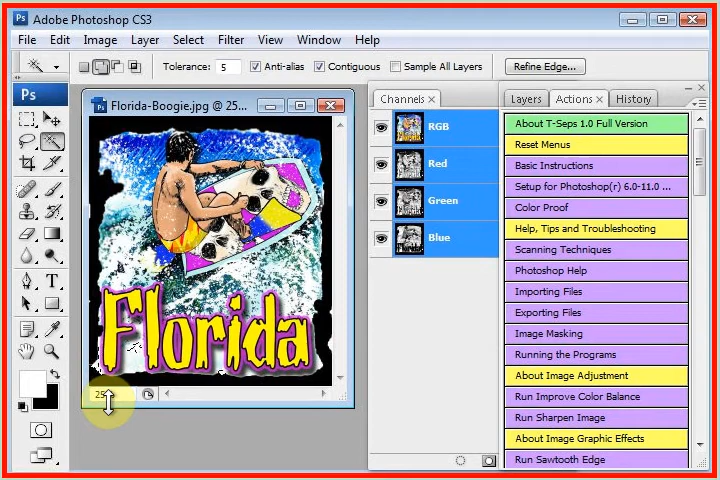 Ps Adobe Photoshop CS3
File Edit Image Layer Select Filter View Window Help
Tolerance: 5 Anti-alias Contiguous Sample All Layers Refine Edge...
Ps
Florida-Boogie.jpg @ 25...
Florida
25
Channels x
RGB
Red
Green
Blue
Layers Actions x History
About T-Seps 1.0 Full Version
Reset Menus
Basic Instructions
Setup for Photoshop(r) 6.0-11.0 ...
Color Proof
Help, Tips and Troubleshooting
Scanning Techniques
Photoshop Help
Importing Files
Exporting Files
Image Masking
Running the Programs
About Image Adjustment
Run Improve Color Balance
Run Sharpen Image
About Image Graphic Effects
Run Sawtooth Edge